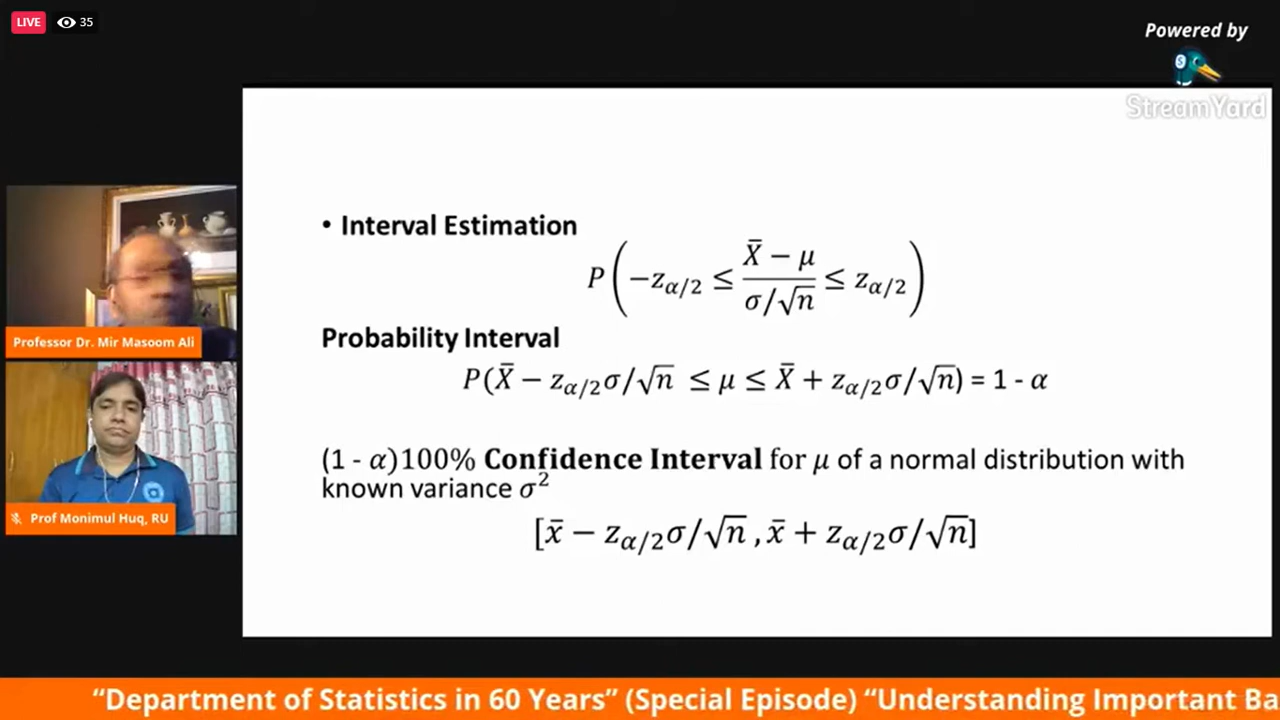 LIVE 35
Powered by
StreamYard
• Interval Estimation
P(−z_{α/2} ≤ \frac{X̄ − μ}{σ/√n} ≤ z_{α/2})
Probability Interval
P(X̄ − z_{α/2}σ/√n ≤ μ ≤ X̄ + z_{α/2}σ/√n) = 1 - α
(1 - α)100% Confidence Interval for μ of a normal distribution with
known variance σ²
[x̄ − z_{α/2}σ/√n , x̄ + z_{α/2}σ/√n]
Professor Dr. Mir Masoom Ali
Prof Monimul Huq, RU
“Department of Statistics in 60 Years” (Special Episode) “Understanding Important Ba